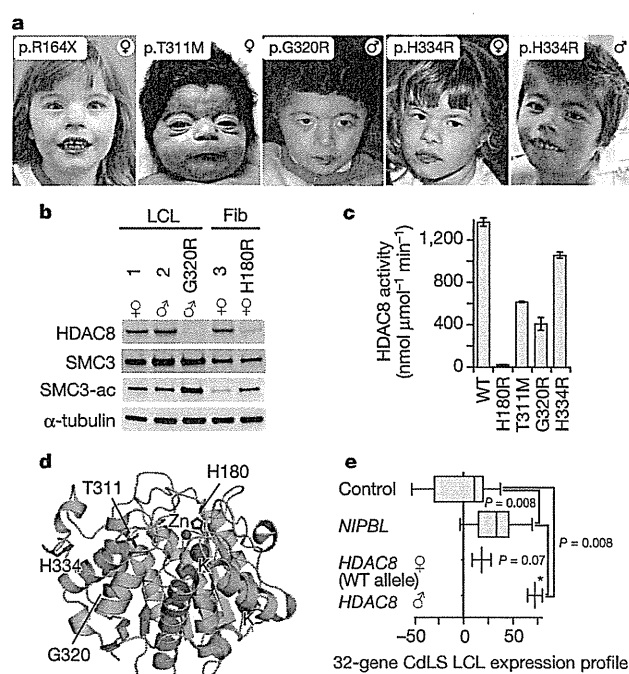 a
p.R164X ♀ p.T311M ♀ p.G320R ♂ p.H334R ♀ p.H334R ♂
b
LCL Fib
1 2 G320R 3 H180R
♀ ♂ ♂ ♀ ♀
HDAC8
SMC3
SMC3-ac
α-tubulin
c
HDAC8 activity
(nmol μmol⁻¹ min⁻¹)
1,200
800
400
0
WT H180R T311M G320R H334R
d
T311 H180
Zn
K
H334
K
G320
e
Control
P = 0.008
NIPBL
P = 0.008
HDAC8 ♀
(WT allele)
P = 0.07
*
HDAC8 ♂
−50 0 50
32-gene CdLS LCL expression profile